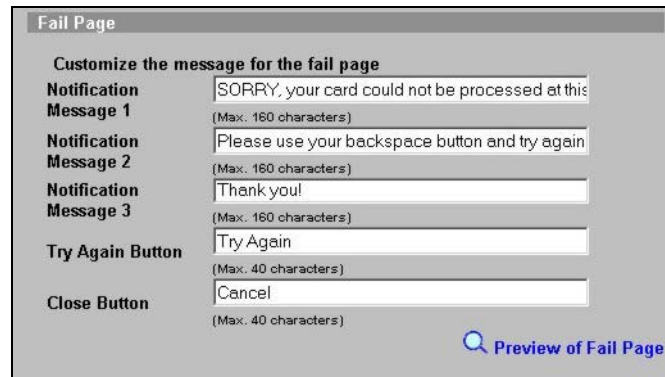 Fail Page
Customize the message for the fail page
Notification
Message 1
SORRY, your card could not be processed at this
(Max. 160 characters)
Notification
Message 2
Please use your backspace button and try again
(Max. 160 characters)
Notification
Message 3
Thank you!
(Max. 160 characters)
Try Again Button
Try Again
(Max. 40 characters)
Close Button
Cancel
(Max. 40 characters)
Preview of Fail Page